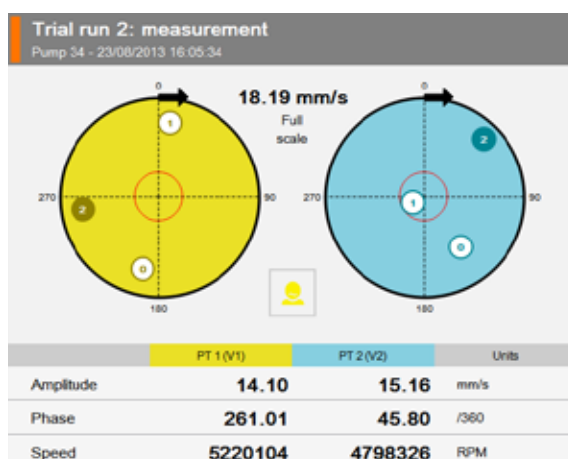 Trial run 2: measurement
Pump 34 - 23/08/2013 16:05:34
0
0
18.19 mm/s
Full
scale
1
2
270
2
90
270
1
90
0
0
180
180
PT 1 (V1) PT 2 (V2) Units
Amplitude 14.10 15.16 mm/s
Phase 261.01 45.80 /360
Speed 5220104 4798326 RPM